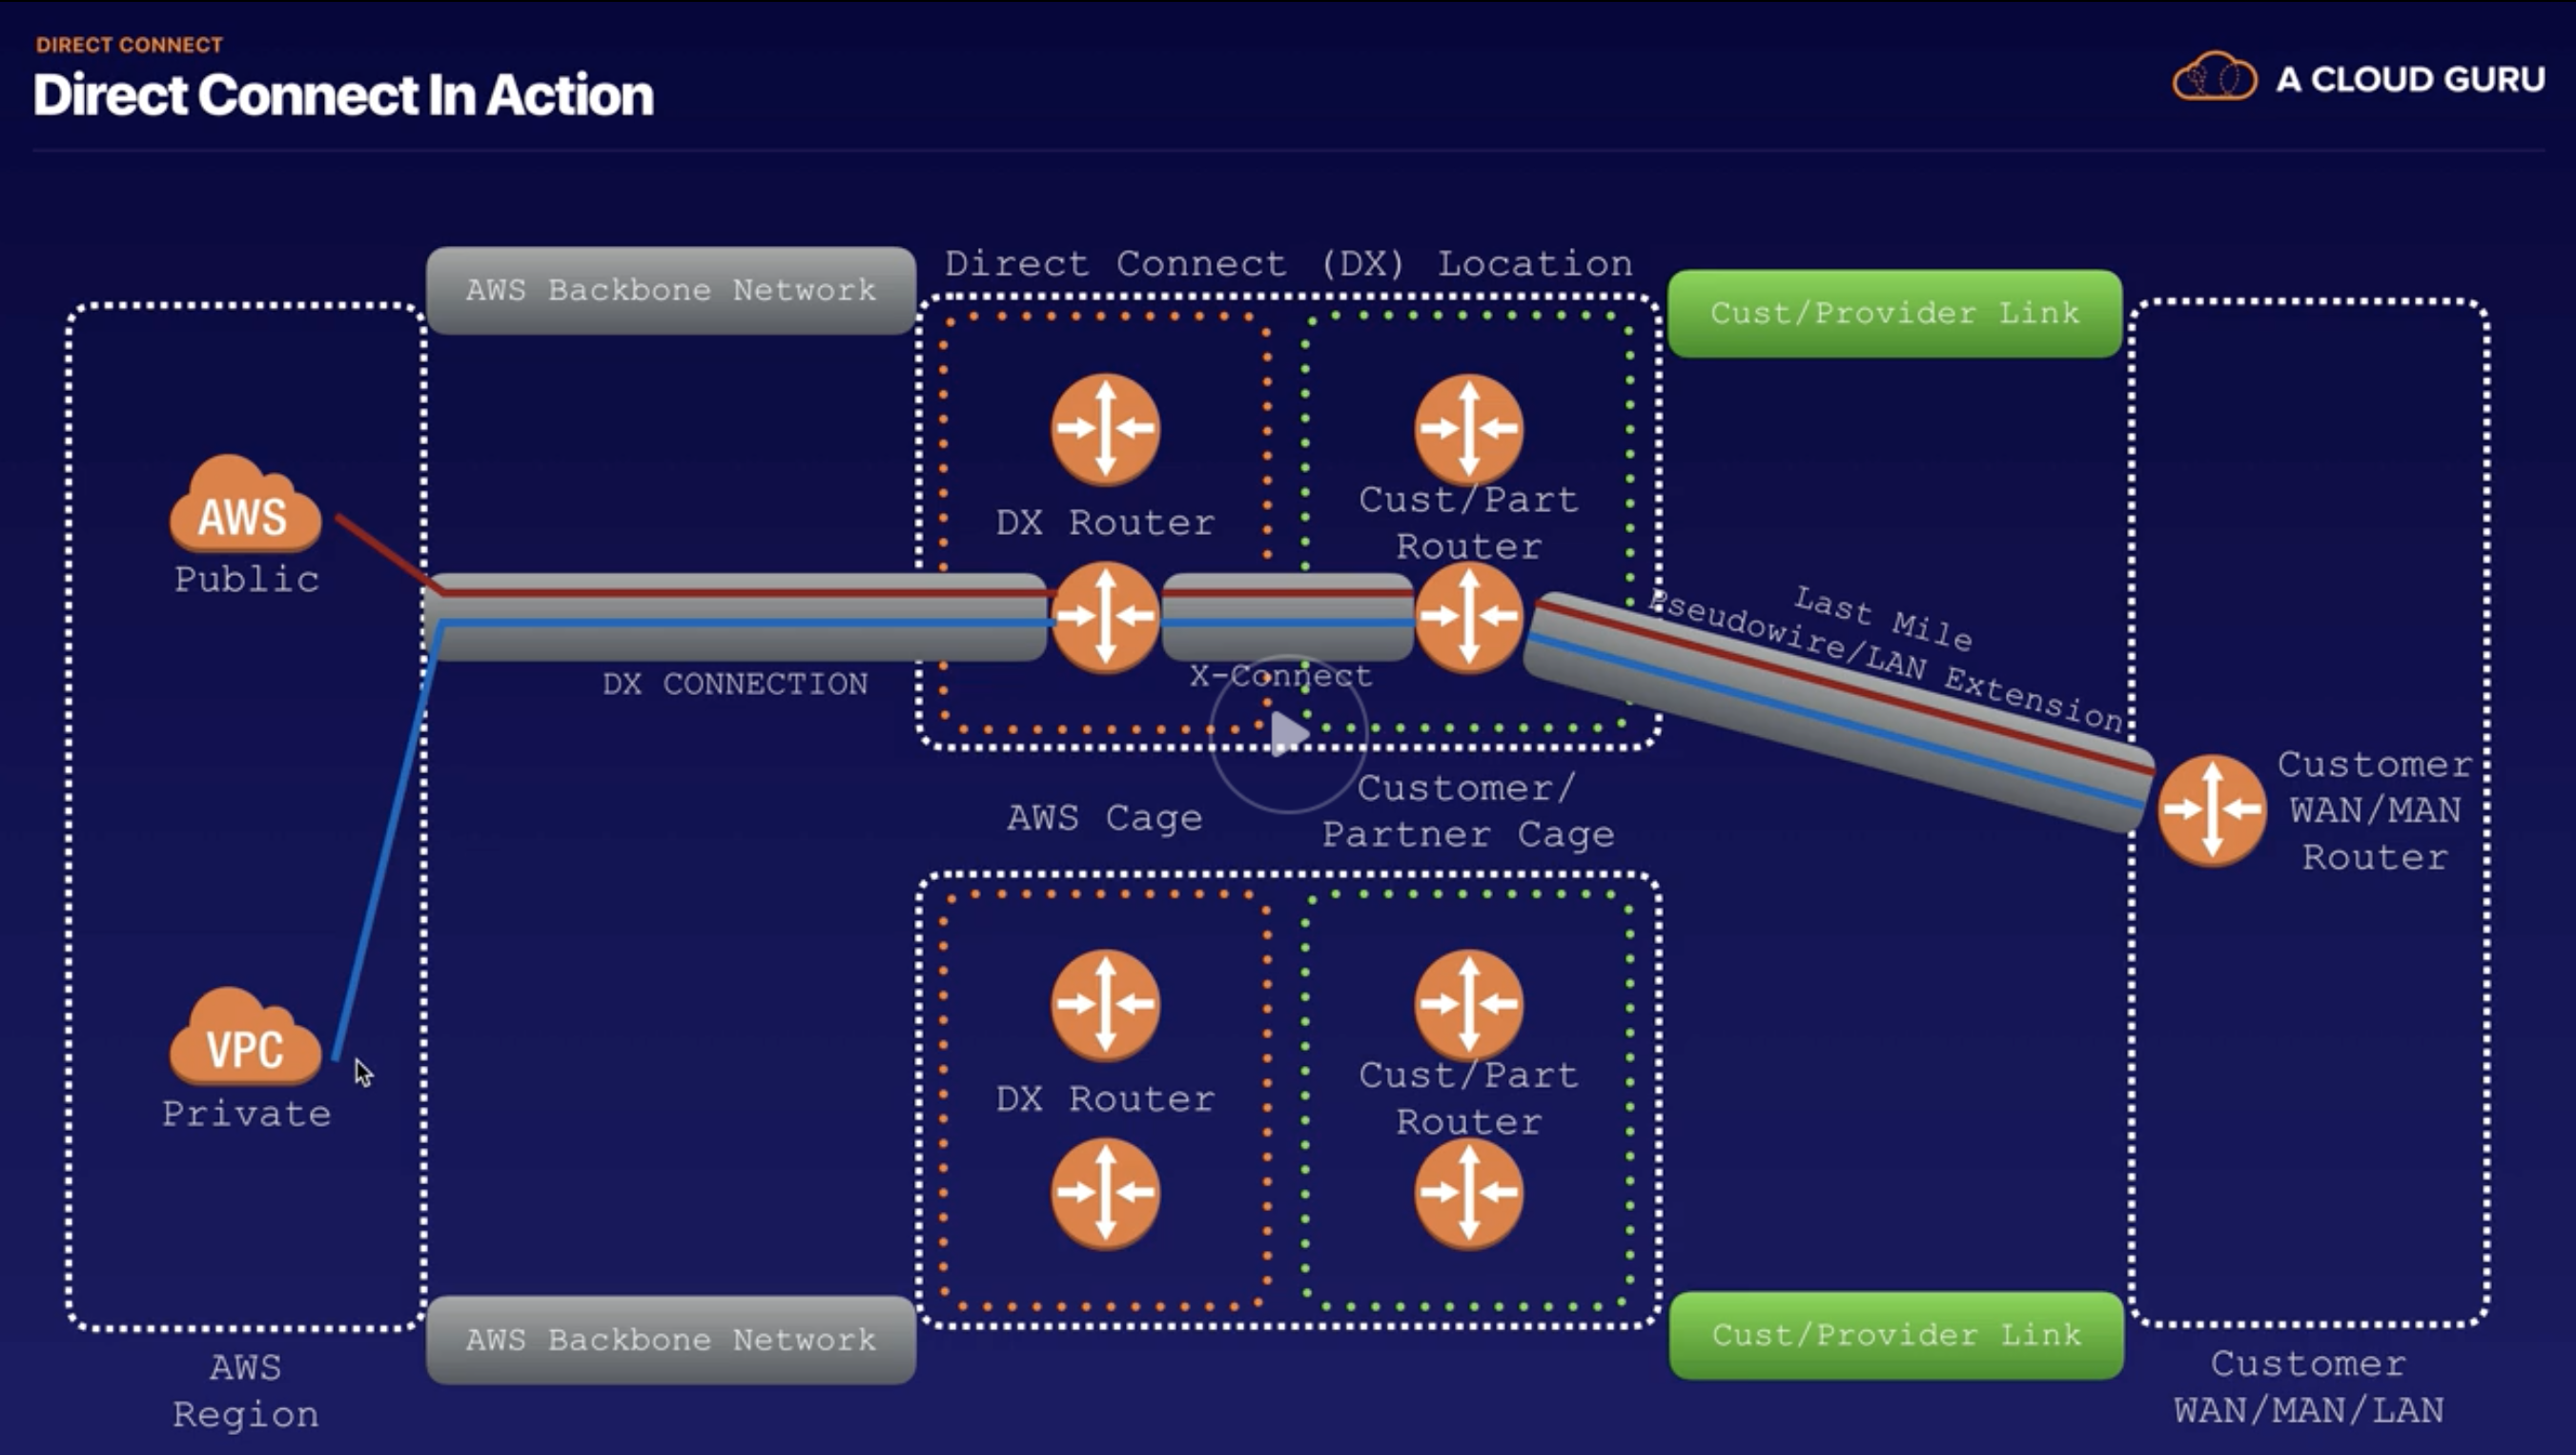 DIRECT CONNECT
Direct Connect In Action
A CLOUD GURU
AWS Backbone Network
Direct Connect (DX) Location
Cust/Provider Link
AWS
Public
DX Router
Cust/Part
Router
DX CONNECTION
X-Connect
Last Mile
Pseudowire/LAN Extension
Customer
WAN/MAN
Router
AWS Cage
Customer/
Partner Cage
VPC
Private
DX Router
Cust/Part
Router
AWS Backbone Network
Cust/Provider Link
AWS
Region
Customer
WAN/MAN/LAN